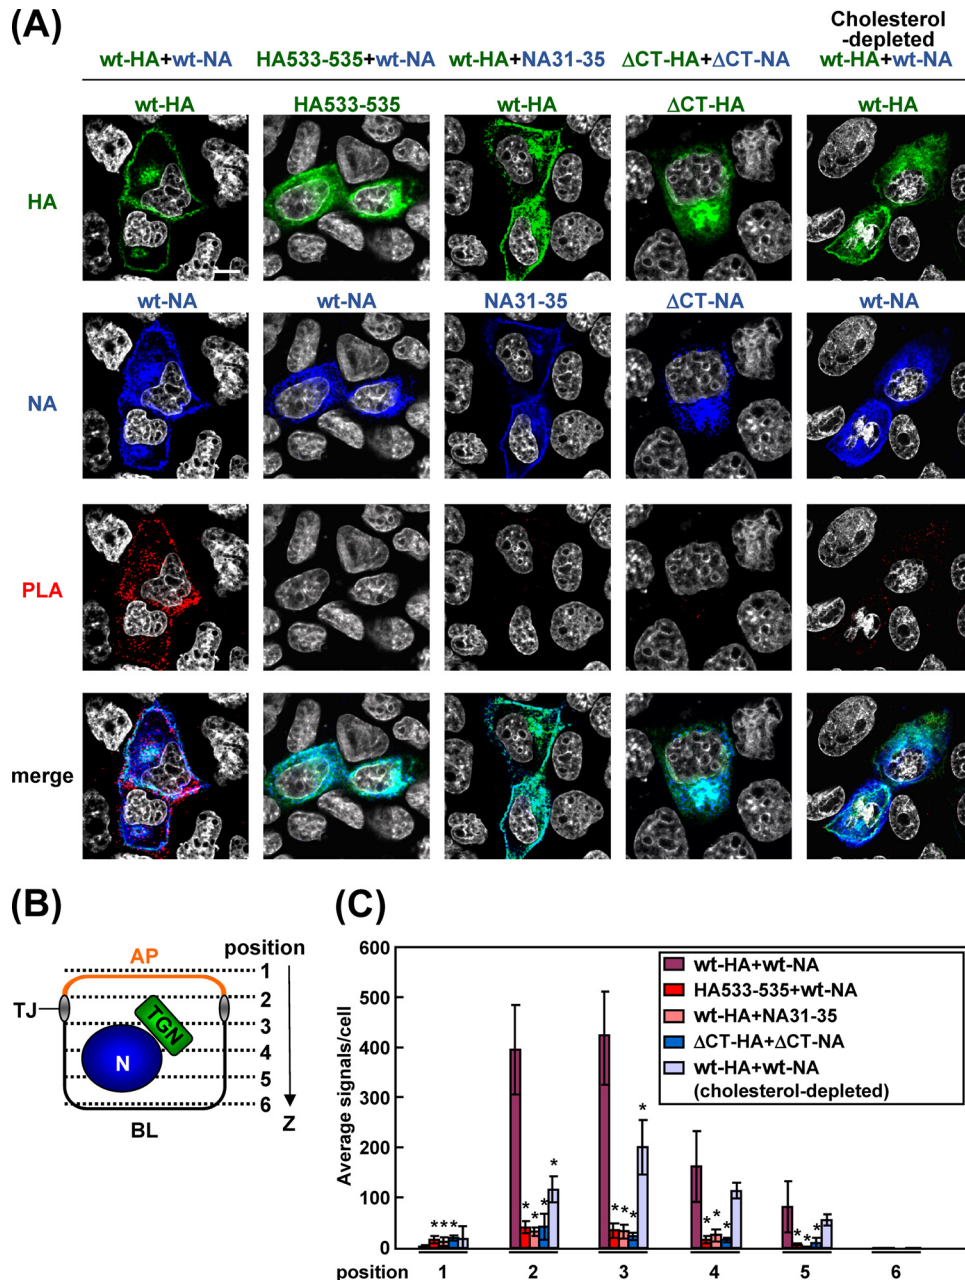 (A)
Cholesterol
-depleted
wt-HA+wt-NA HA533-535+wt-NA wt-HA+NA31-35 ΔCT-HA+ΔCT-NA wt-HA+wt-NA
wt-HA HA533-535 wt-HA ΔCT-HA wt-HA
HA
wt-NA wt-NA NA31-35 ΔCT-NA wt-NA
NA
PLA
merge
(B)
AP position
1
TJ 2
TGN 3
N 4
5
6
BL Z
(C)
Average signals/cell
600
500
400
300
200
100
0
wt-HA+wt-NA
HA533-535+wt-NA
wt-HA+NA31-35
ΔCT-HA+ΔCT-NA
wt-HA+wt-NA
(cholesterol-depleted)
* * * * * * * * * * * * * * * * *
position 1 2 3 4 5 6